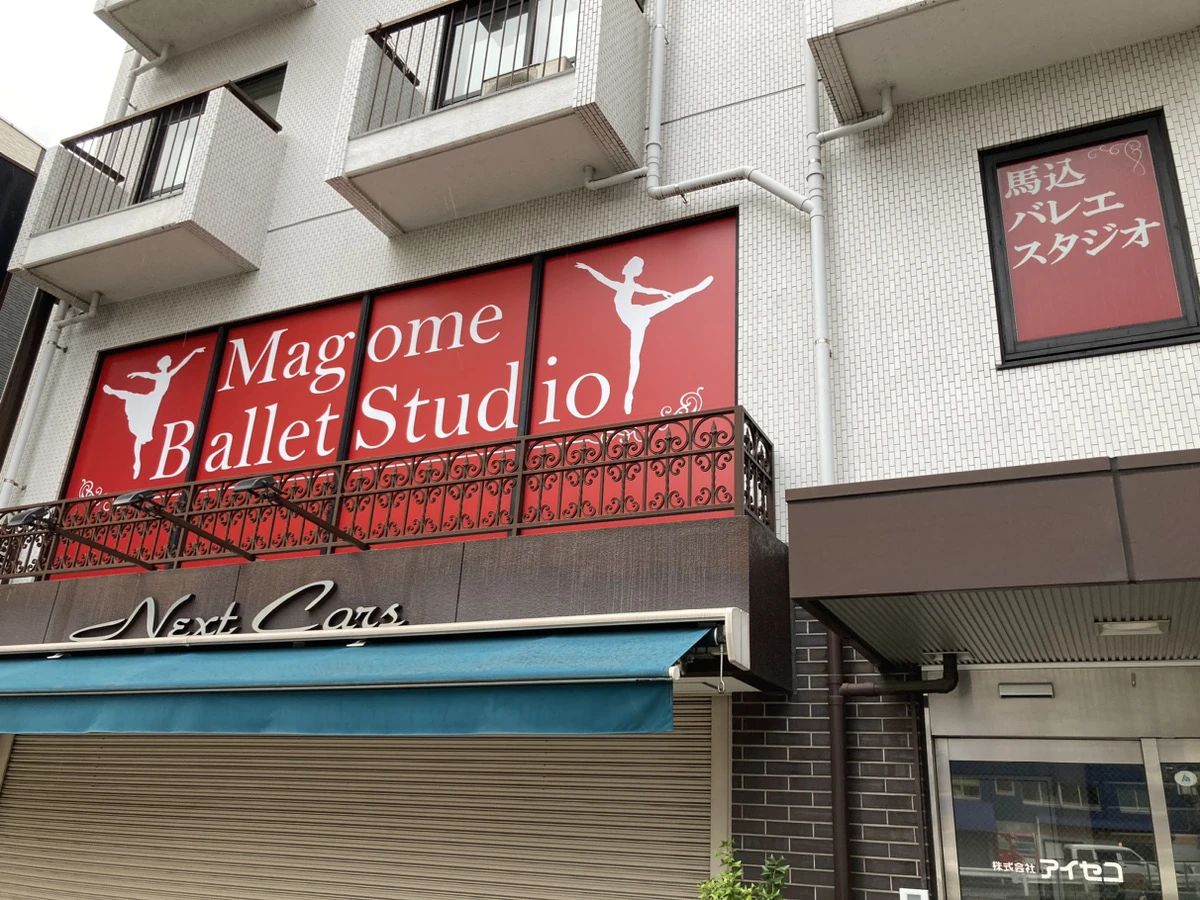 Magome
Ballet Studio
馬込
バレエ
スタジオ
Next Cars
株式会社 アイセコ